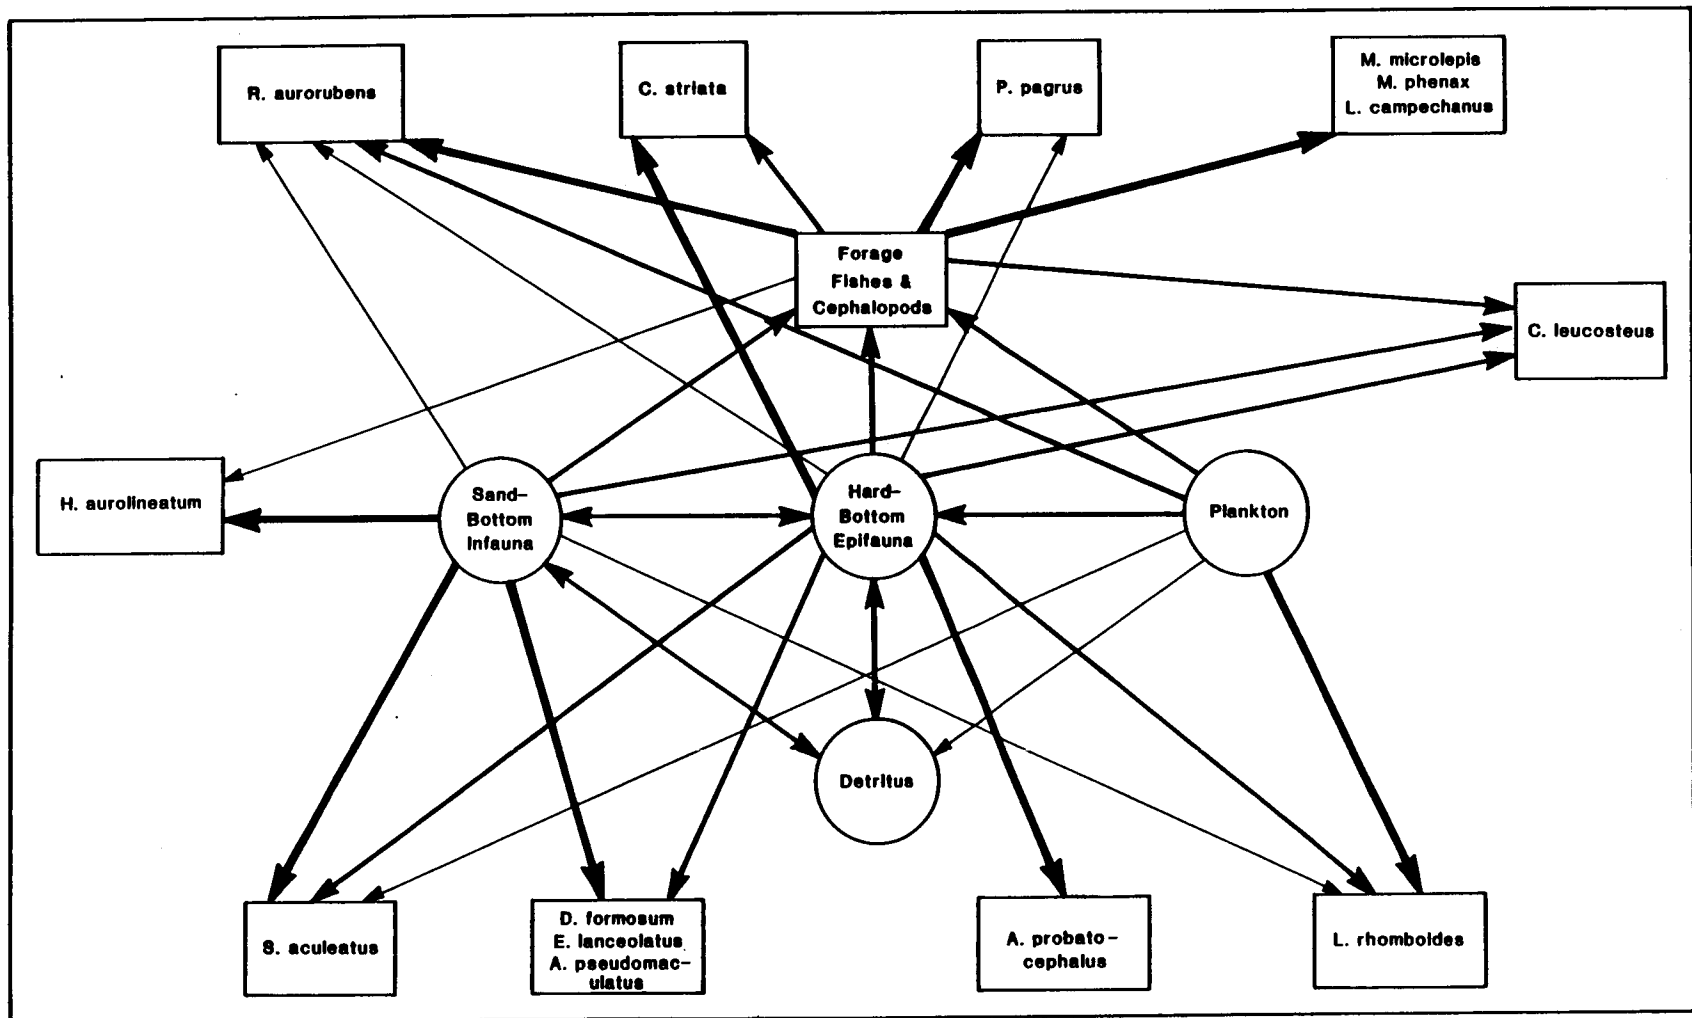 R. aurorubens
C. striata
P. pagrus
M. microlepis
M. phenax
L. campechanus
Forage
Fishes &
Cephalopods
C. leucosteus
H. aurolineatum
Sand-
Bottom
Infauna
Hard-
Bottom
Epifauna
Plankton
Detritus
S. aculeatus
D. formosum
E. lanceolatus
A. pseudomac-
ulatus
A. probato-
cephalus
L. rhomboides